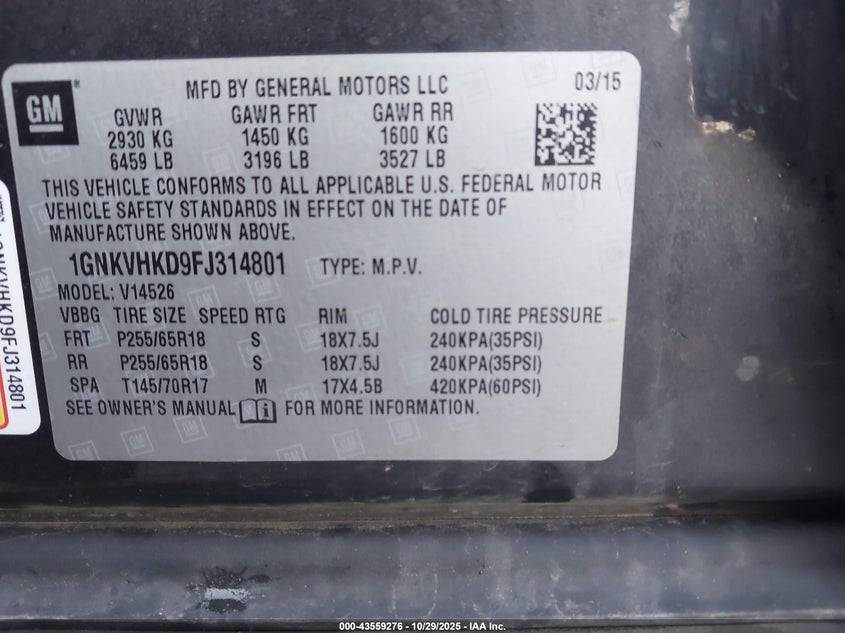 GM
MFD BY GENERAL MOTORS LLC 03/15
GVWR GAWR FRT GAWR RR
2930 KG 1450 KG 1600 KG
6459 LB 3196 LB 3527 LB
THIS VEHICLE CONFORMS TO ALL APPLICABLE U.S. FEDERAL MOTOR
VEHICLE SAFETY STANDARDS IN EFFECT ON THE DATE OF
MANUFACTURE SHOWN ABOVE.
1GNKVHKD9FJ314801 TYPE: M.P.V.
MODEL: V14526
VBBG TIRE SIZE SPEED RTG RIM COLD TIRE PRESSURE
FRT P255/65R18 S 18X7.5J 240KPA(35PSI)
RR P255/65R18 S 18X7.5J 240KPA(35PSI)
SPA T145/70R17 M 17X4.5B 420KPA(60PSI)
SEE OWNER'S MANUAL i FOR MORE INFORMATION.
1GNKVHKD9FJ314801
000-43559276 - 10/29/2025 - IAA Inc.